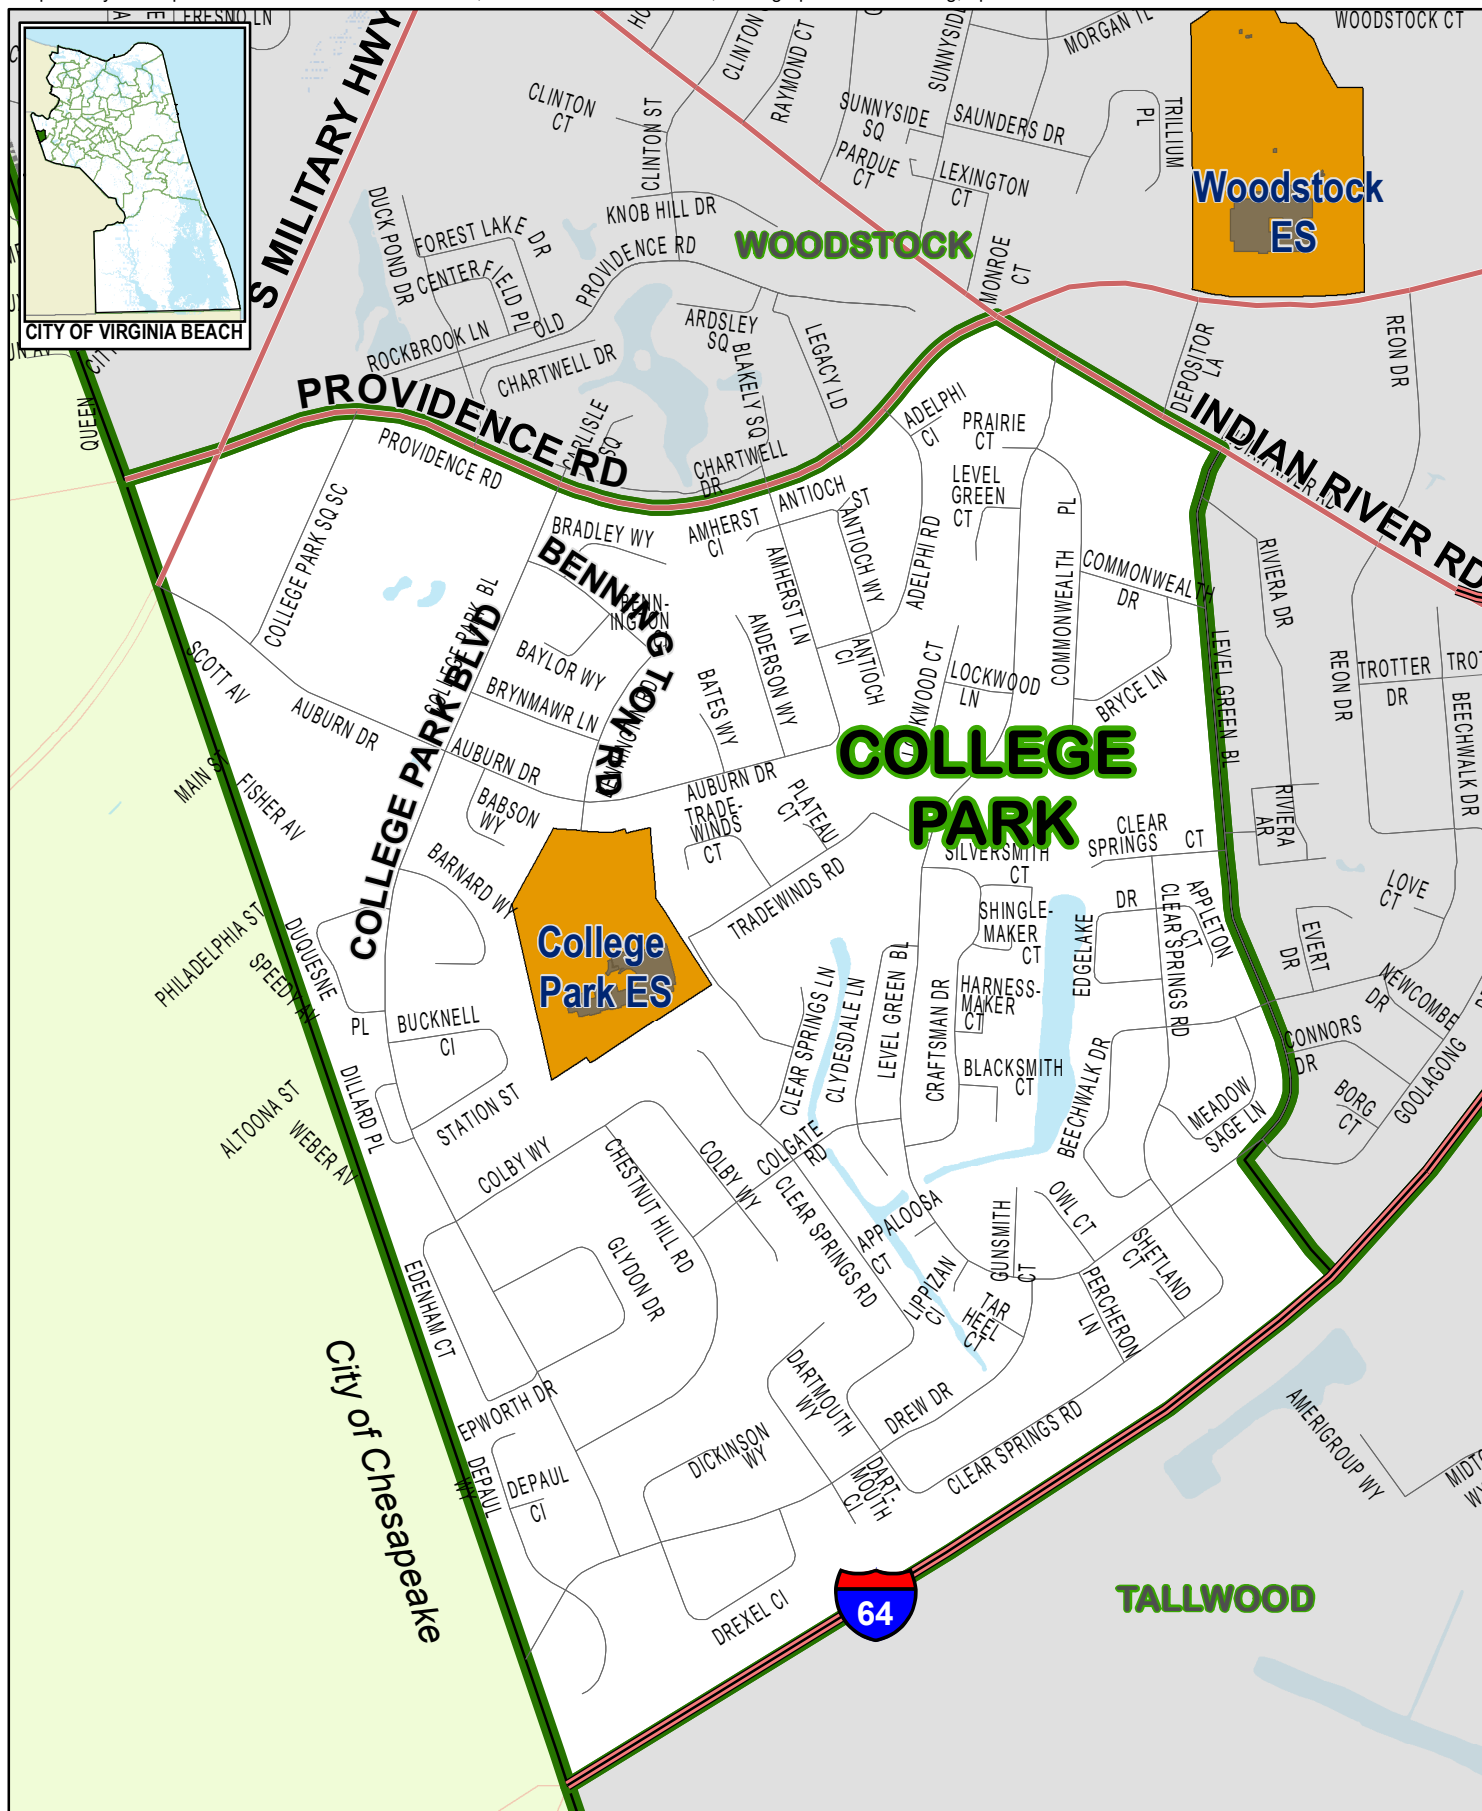 FRESNO LN
WOODSTOCK CT
CITY OF VIRGINIA BEACH
S MILITARY HWY
CLINTON
CT
CLINTON ST
CLINTON
RAYMOND CT
SUNNYSIDE
SQ
PARDUE
CT
SAUNDERS DR
LEXINGTON
CT
MORGAN TL
TRILLIUM
PL
Woodstock
ES
DUCK POND DR
FOREST LAKE DR
CENTERFIELD PL
ROCKBROOK LN
OLD
PROVIDENCE RD
KNOB HILL DR
WOODSTOCK
MONROE
CT
ARDSLEY
SQ
BLAKELY SQ
LEGACY LD
CHARTWELL DR
CARLISLE
SQ
CHARTWELL
DR
DEPOSITOR
LA
REON DR
QUEEN
PROVIDENCE RD
PROVIDENCE RD
INDIAN RIVER RD
ADELPHI
CI
PRAIRIE
CT
LEVEL
GREEN
CT
COLLEGE PARK SQ SC
BRADLEY WY
AMHERST
CI
ANTIOCH
ST
ANTIOCH WY
AMHERST LN
ADELPHI RD
COMMONWEALTH
PL
COMMONWEALTH
DR
RIVIERA DR
BENNINGTON RD
BENN-
INGTON
COLLEGE PARK BL
COLLEGE PARK BLVD
BAYLOR WY
BRYNMAWR LN
BATES WY
ANDERSON WY
ANTIOCH
CI
LOCKWOOD
LN
BRYCE LN
LEVEL GREEN BL
REON DR
TROTTER
DR
BEECHWALK DR
SCOTT AV
AUBURN DR
AUBURN DR
AUBURN DR
MAIN ST
FISHER AV
BABSON
WY
BARNARD WY
TRADE-
WINDS
CT
PLATEAU
CT
COLLEGE
PARK
SILVERSMITH
CT
CLEAR
SPRINGS
CT
RIVIERA
AR
LOVE
CT
TRADEWINDS RD
SHINGLE-
MAKER
CT
EDGELAKE
DR
CLEAR SPRINGS RD
APPLETON
CT
EVERT
DR
NEWCOMBE
DR
PHILADELPHIA ST
SPEEDY AV
DUQUESNE
PL
BUCKNELL
CI
College
Park ES
CLEAR SPRINGS LN
CLYDESDALE LN
LEVEL GREEN BL
CRAFTSMAN DR
HARNESS-
MAKER
CT
BLACKSMITH
CT
BEECHWALK DR
MEADOW
SAGE LN
CONNORS
DR
BORG
CT
GOOLAGONG
ALTOONA ST
WEBER AV
DILLARD PL
STATION ST
COLBY WY
CHESTNUT HILL RD
COLBY WY
COLGATE
RD
CLEAR SPRINGS RD
APPALOOSA
CT
GUNSMITH
CT
OWL CT
SHETLAND
CT
PERCHERON
LN
LIPPIZAN
CI
TAR
HEEL
CT
EDENHAM CT
GLYDON DR
City of Chesapeake
EPWORTH DR
DEPAUL
WY
DEPAUL
CI
DICKINSON
WY
DARTMOUTH
WY
DART-
MOUTH
CI
DREW DR
CLEAR SPRINGS RD
AMERIGROUP WY
DREXEL CI
64
TALLWOOD